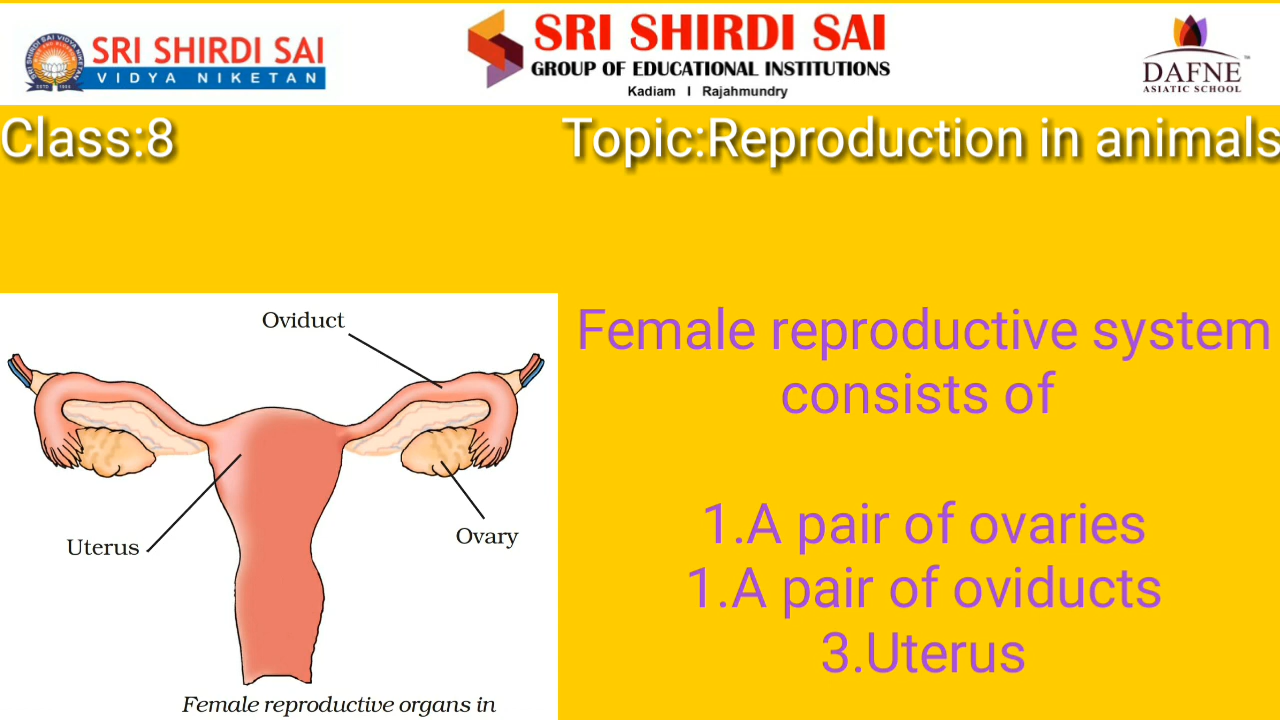 SRI SHIRDI SAI
VIDYA NIKETAN
SRI SHIRDI SAI
GROUP OF EDUCATIONAL INSTITUTIONS
Kadiam I Rajahmundry
DAFNE
ASIATIC SCHOOL
Class:8
Topic:Reproduction in animals
Oviduct
Uterus
Ovary
Female reproductive organs in
Female reproductive system
consists of
1.A pair of ovaries
1.A pair of oviducts
3.Uterus